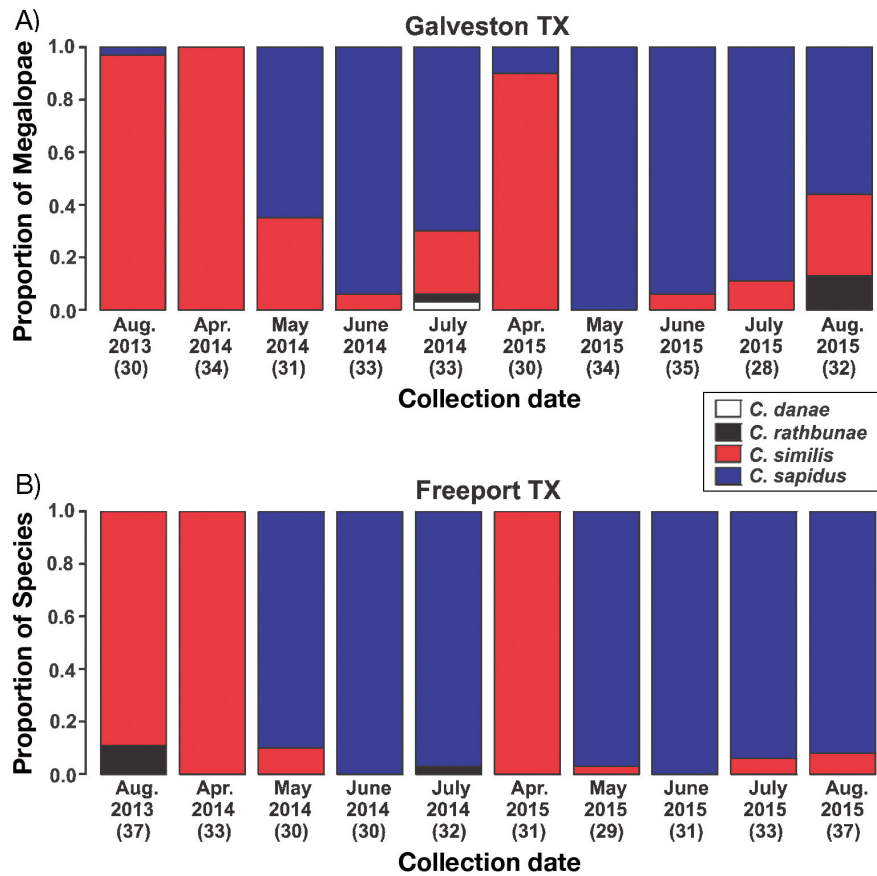 A)
Galveston TX
Proportion of Megalopae
1.0
0.8
0.6
0.4
0.2
0.0
Aug. Apr. May June July Apr. May June July Aug.
2013 2014 2014 2014 2014 2015 2015 2015 2015 2015
(30) (34) (31) (33) (33) (30) (34) (35) (28) (32)
Collection date
C. danae
C. rathbunae
C. similis
C. sapidus
B)
Freeport TX
Proportion of Species
1.0
0.8
0.6
0.4
0.2
0.0
Aug. Apr. May June July Apr. May June July Aug.
2013 2014 2014 2014 2014 2015 2015 2015 2015 2015
(37) (33) (30) (30) (32) (31) (29) (31) (33) (37)
Collection date